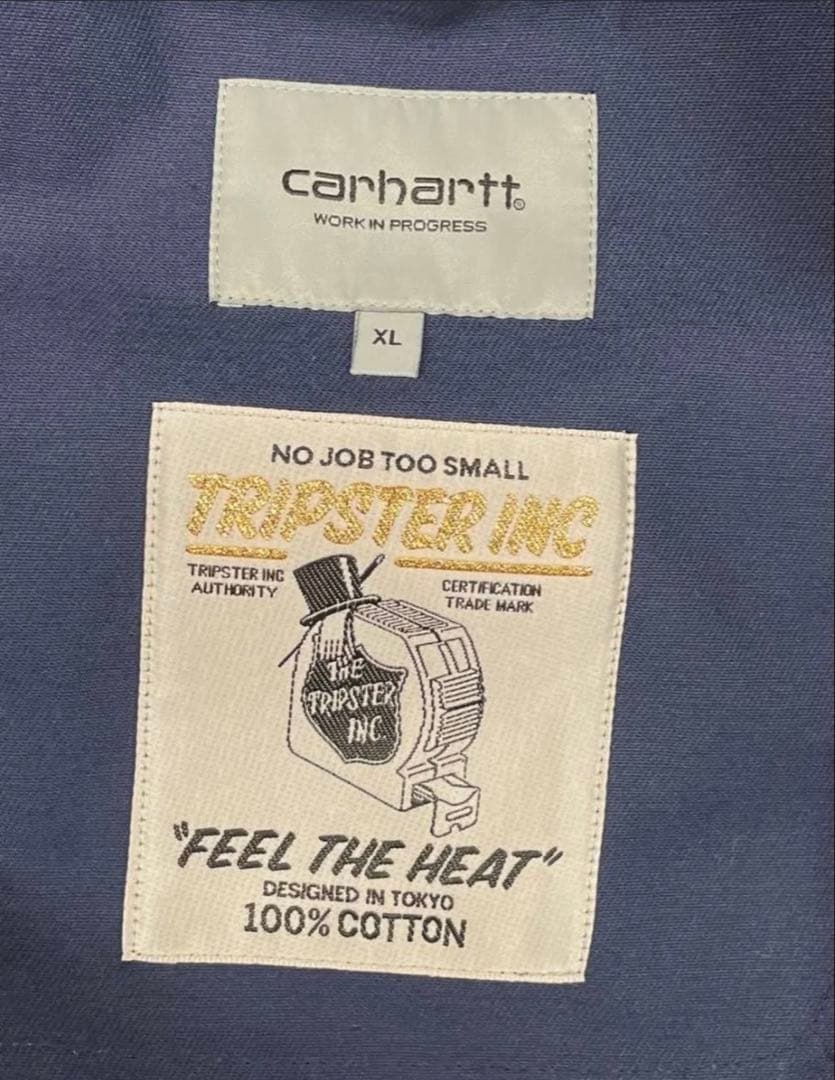 carhartt®
WORK IN PROGRESS
XL
NO JOB TOO SMALL
TRIPSTER INC
TRIPSTER INC
AUTHORITY
CERTIFICATION
TRADE MARK
THE
TRIPSTER
INC.
"FEEL THE HEAT"
DESIGNED IN TOKYO
100% COTTON